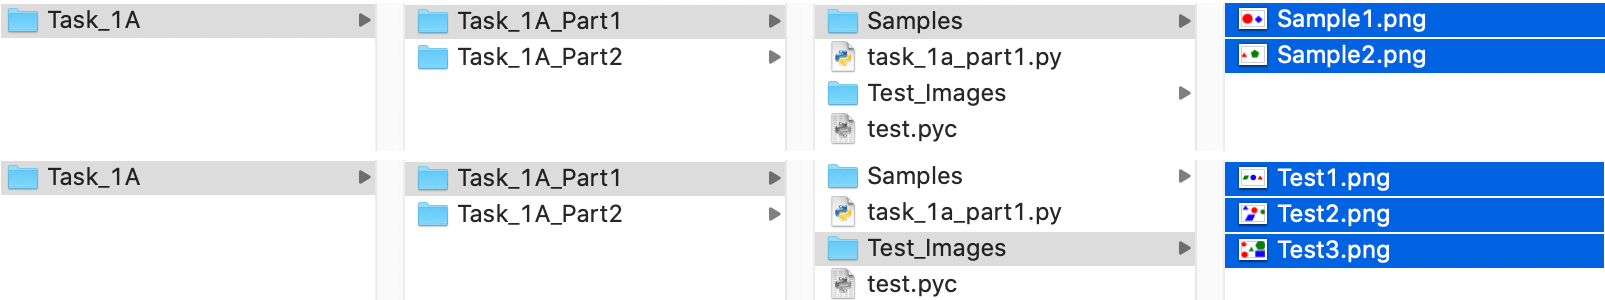 Task_1A
Task_1A_Part1
Task_1A_Part2
Samples
task_1a_part1.py
Test_Images
test.pyc
Sample1.png
Sample2.png
Task_1A
Task_1A_Part1
Task_1A_Part2
Samples
task_1a_part1.py
Test_Images
test.pyc
Test1.png
Test2.png
Test3.png